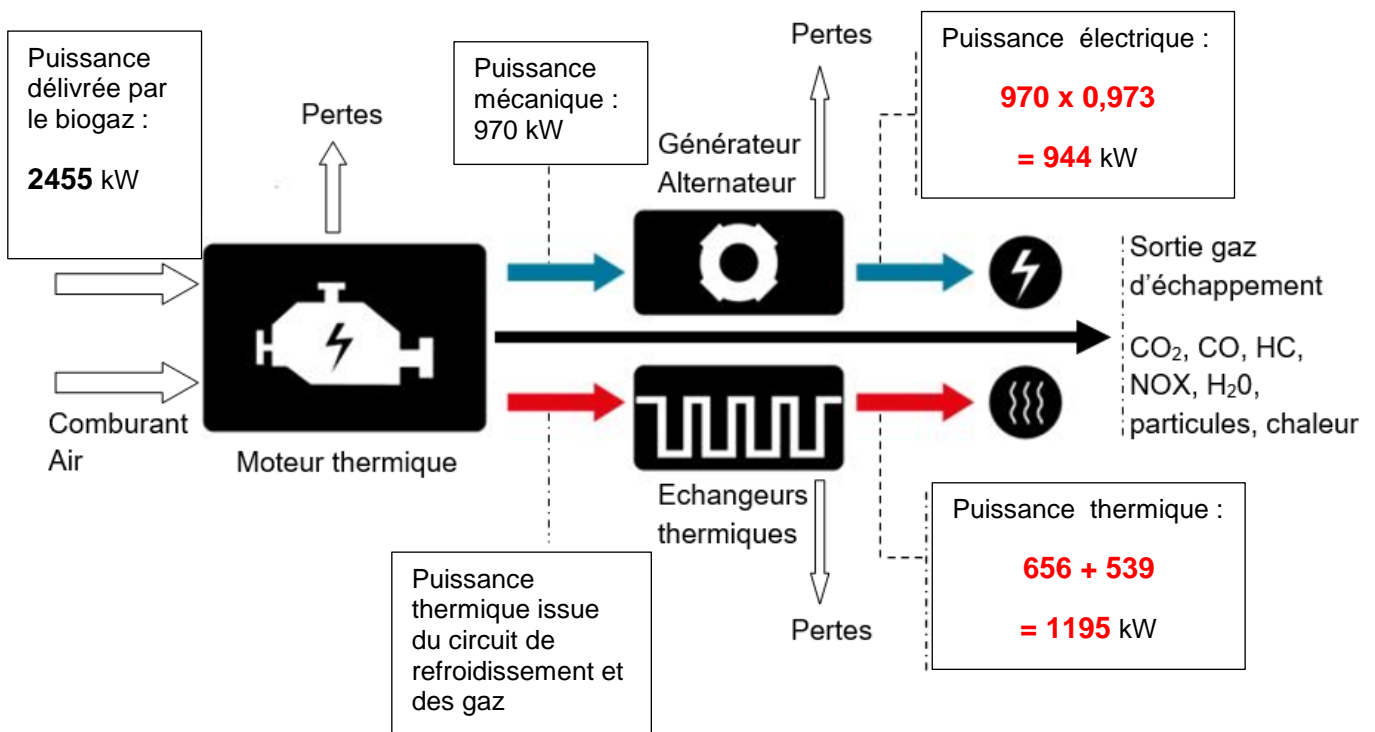 Puissance
délivrée par
le biogaz :
2455 kW
Pertes
Puissance
mécanique :
970 kW
Pertes
Générateur
Alternateur
Puissance électrique :
970 x 0,973
= 944 kW
Sortie gaz
d'échappement
CO₂, CO, HC,
NOX, H₂0,
particules, chaleur
Comburant
Air
Moteur thermique
Echangeurs
thermiques
Pertes
Puissance
thermique issue
du circuit de
refroidissement et
des gaz
Puissance thermique :
656 + 539
= 1195 kW